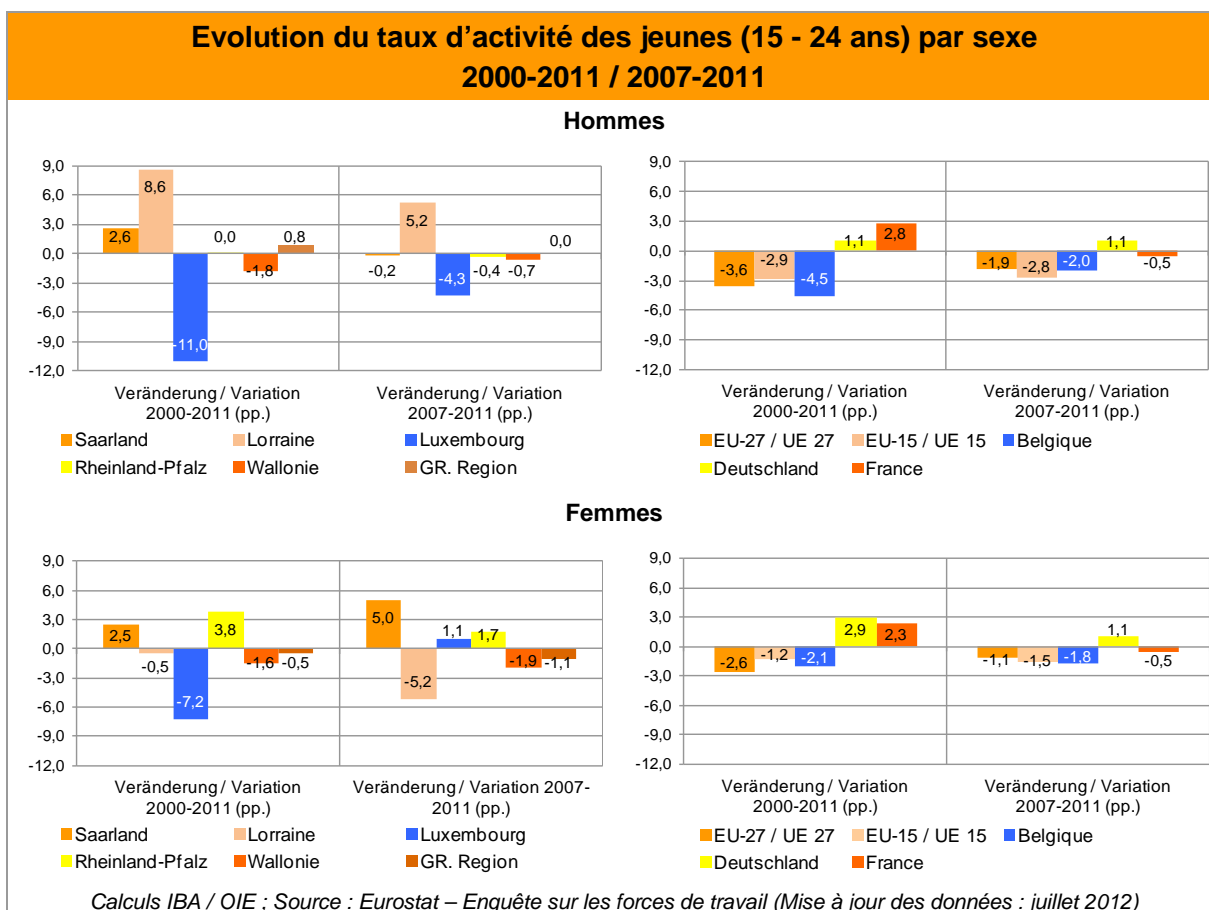 Evolution du taux d’activité des jeunes (15 - 24 ans) par sexe
2000-2011 / 2007-2011
Hommes
9,0
6,0
3,0
0,0
-3,0
-6,0
-9,0
-12,0
2,6
8,6
-11,0
0,0
-1,8
0,8
-0,2
5,2
-4,3
-0,4
-0,7
0,0
Veränderung / Variation
2000-2011 (pp.)
Veränderung / Variation
2007-2011 (pp.)
Saarland Lorraine Luxembourg
Rheinland-Pfalz Wallonie GR. Region
9,0
6,0
3,0
0,0
-3,0
-6,0
-9,0
-12,0
-3,6
-2,9
-4,5
1,1
2,8
-1,9
-2,8
-2,0
1,1
-0,5
Veränderung / Variation
2000-2011 (pp.)
Veränderung / Variation
2007-2011 (pp.)
EU-27 / UE 27 EU-15 / UE 15 Belgique
Deutschland France
Femmes
9,0
6,0
3,0
0,0
-3,0
-6,0
-9,0
-12,0
2,5
-0,5
-7,2
3,8
-1,6
-0,5
5,0
-5,2
1,1
1,7
-1,9
-1,1
Veränderung / Variation
2000-2011 (pp.)
Veränderung / Variation 2007-
2011 (pp.)
Saarland Lorraine Luxembourg
Rheinland-Pfalz Wallonie GR. Region
9,0
6,0
3,0
0,0
-3,0
-6,0
-9,0
-12,0
-2,6
-1,2
-2,1
2,9
2,3
-1,1
-1,5
-1,8
1,1
-0,5
Veränderung / Variation
2000-2011 (pp.)
Veränderung / Variation
2007-2011 (pp.)
EU-27 / UE 27 EU-15 / UE 15 Belgique
Deutschland France
Calculs IBA / OIE ; Source : Eurostat – Enquête sur les forces de travail (Mise à jour des données : juillet 2012)